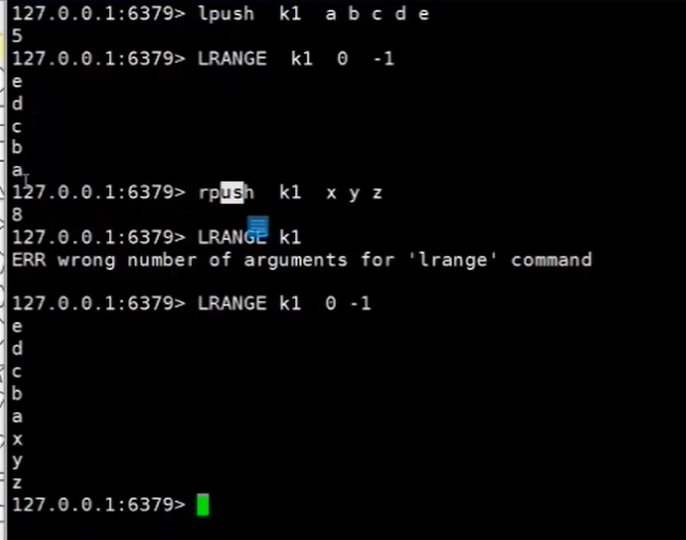 127.0.0.1:6379> lpush  k1  a b c d e
5
127.0.0.1:6379> LRANGE  k1  0  -1
e
d
c
b
a
127.0.0.1:6379> rpush  k1  x y z
8
127.0.0.1:6379> LRANGE k1
ERR wrong number of arguments for 'lrange' command

127.0.0.1:6379> LRANGE k1  0 -1
e
d
c
b
a
x
y
z
127.0.0.1:6379>